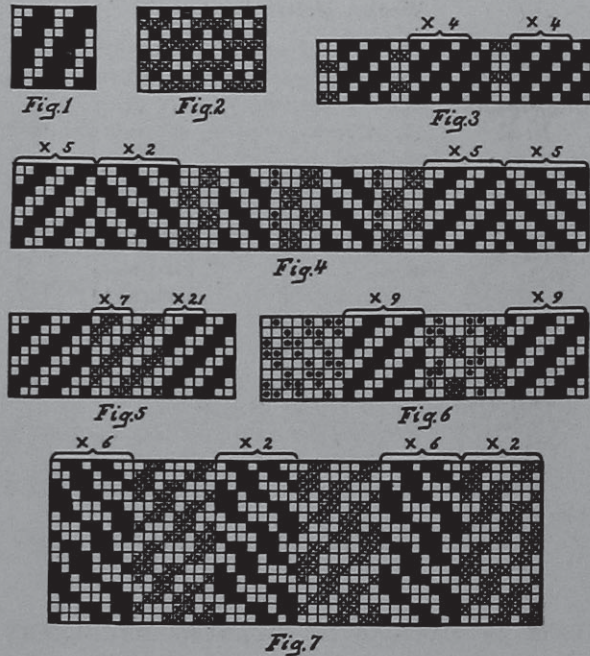 Fig.1
Fig.2
x 4 x 4
Fig.3
x 5 x 2 x 5 x 5
Fig.4
x 7 x 21
Fig.5
x 9 x 9
Fig.6
x 6 x 2 x 6 x 2
Fig.7